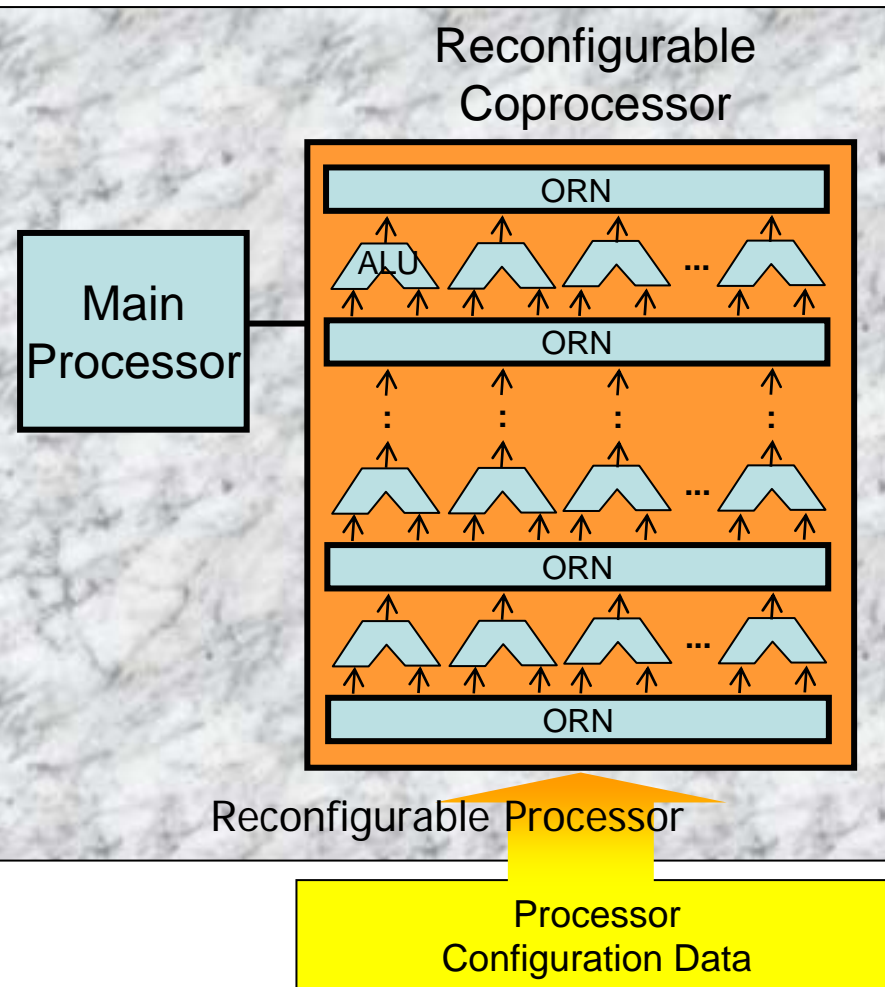 Reconfigurable
Coprocessor
ORN
ALU
...
Main
Processor
ORN
: : : :
...
ORN
...
ORN
Reconfigurable Processor
Processor
Configuration Data